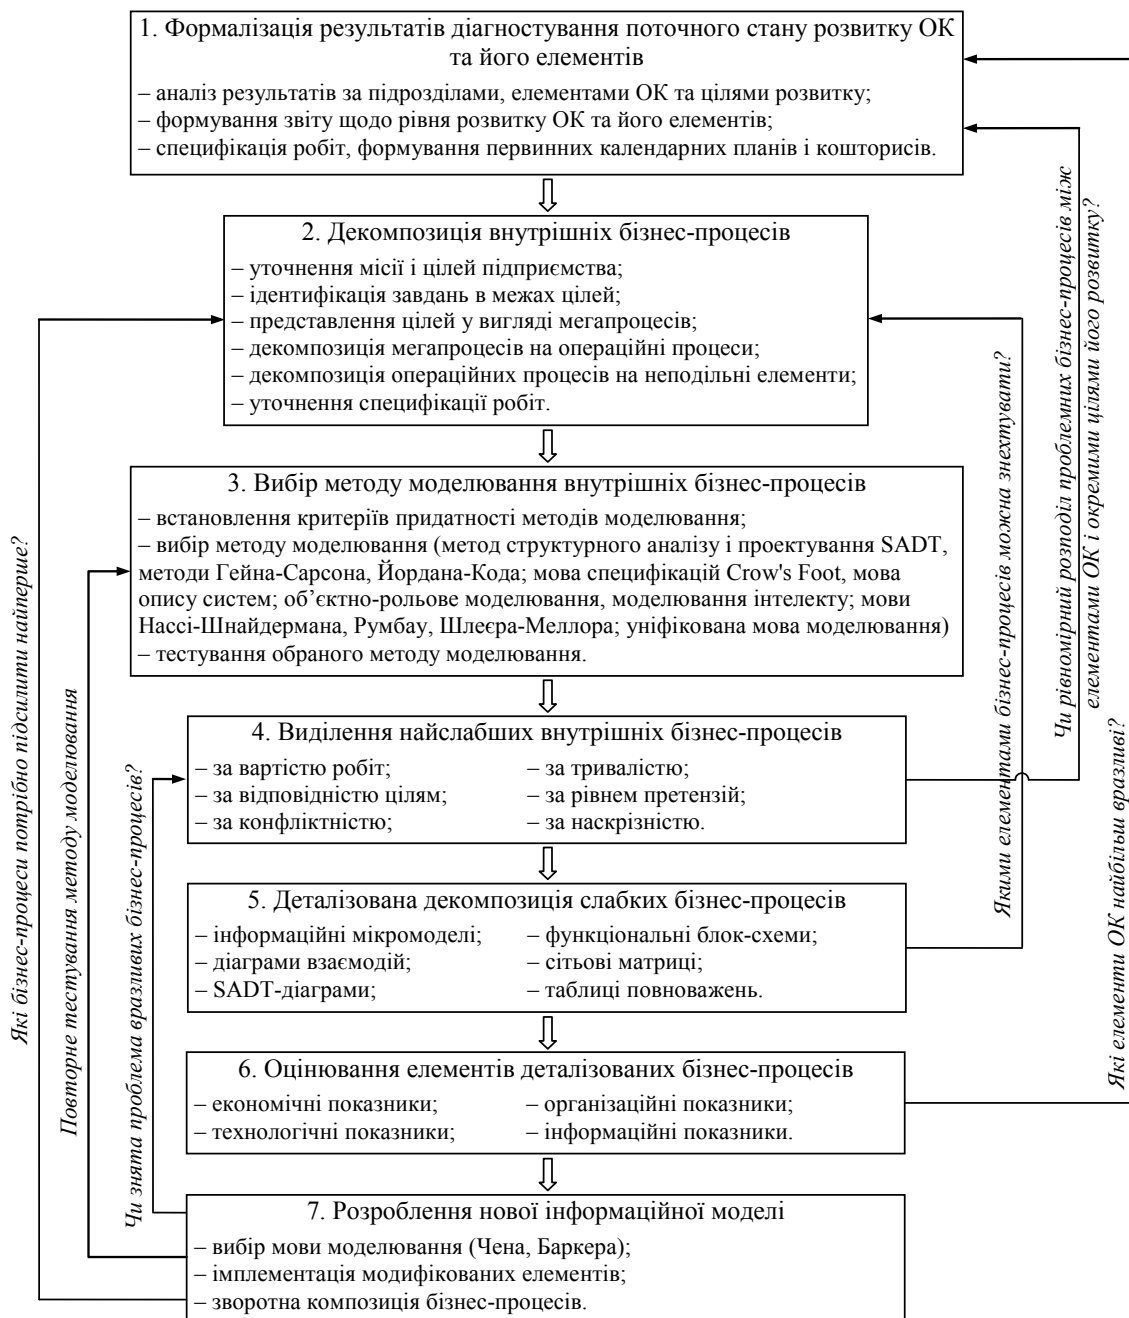 1. Формалізація результатів діагностування поточного стану розвитку ОК
та його елементів
– аналіз результатів за підрозділами, елементами ОК та цілями розвитку;
– формування звіту щодо рівня розвитку ОК та його елементів;
– специфікація робіт, формування первинних календарних планів і кошторисів.
2. Декомпозиція внутрішніх бізнес-процесів
– уточнення місії і цілей підприємства;
– ідентифікація завдань в межах цілей;
– представлення цілей у вигляді мегапроцесів;
– декомпозиція мегапроцесів на операційні процеси;
– декомпозиція операційних процесів на неподільні елементи;
– уточнення специфікації робіт.
3. Вибір методу моделювання внутрішніх бізнес-процесів
– встановлення критеріїв придатності методів моделювання;
– вибір методу моделювання (метод структурного аналізу і проектування SADT,
методи Гейна-Сарсона, Йордана-Кода; мова специфікацій Crow's Foot, мова
опису систем; об’єктно-рольове моделювання, моделювання інтелекту; мови
Нассі-Шнайдермана, Румбау, Шлеєра-Меллора; уніфікована мова моделювання)
– тестування обраного методу моделювання.
4. Виділення найслабших внутрішніх бізнес-процесів
– за вартістю робіт; – за тривалістю;
– за відповідністю цілям; – за рівнем претензій;
– за конфліктністю; – за наскрізністю.
5. Деталізована декомпозиція слабких бізнес-процесів
– інформаційні мікромоделі; – функціональні блок-схеми;
– діаграми взаємодій; – сітьові матриці;
– SADT-діаграми; – таблиці повноважень.
6. Оцінювання елементів деталізованих бізнес-процесів
– економічні показники; – організаційні показники;
– технологічні показники; – інформаційні показники.
7. Розроблення нової інформаційної моделі
– вибір мови моделювання (Чена, Баркера);
– імплементація модифікованих елементів;
– зворотна композиція бізнес-процесів.
Які бізнес-процеси потрібно підсилити найперше?
Повторне тестування методу моделювання
Чи знята проблема вразливих бізнес-процесів?
Якими елементами бізнес-процесів можна знехтувати?
Чи рівномірний розподіл проблемних бізнес-процесів між
елементами ОК і окремими цілями його розвитку?
Які елементи ОК найбільш вразливі?